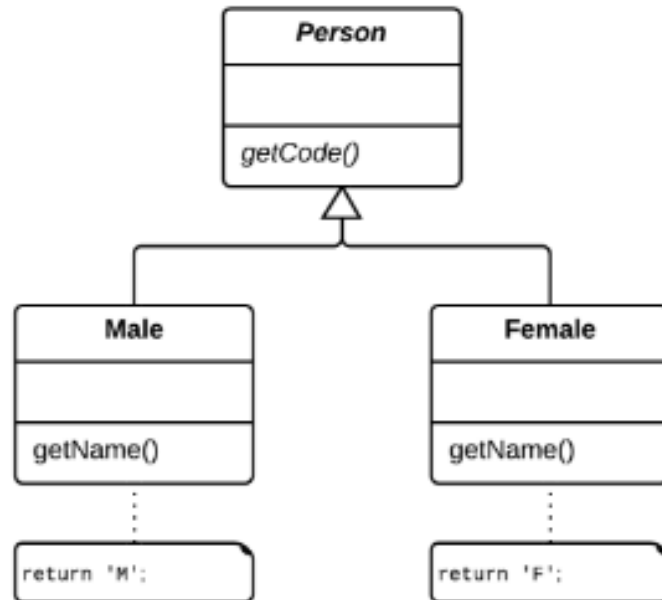 Person
getCode()
Male
Female
getName()
getName()
return 'M';
return 'F';